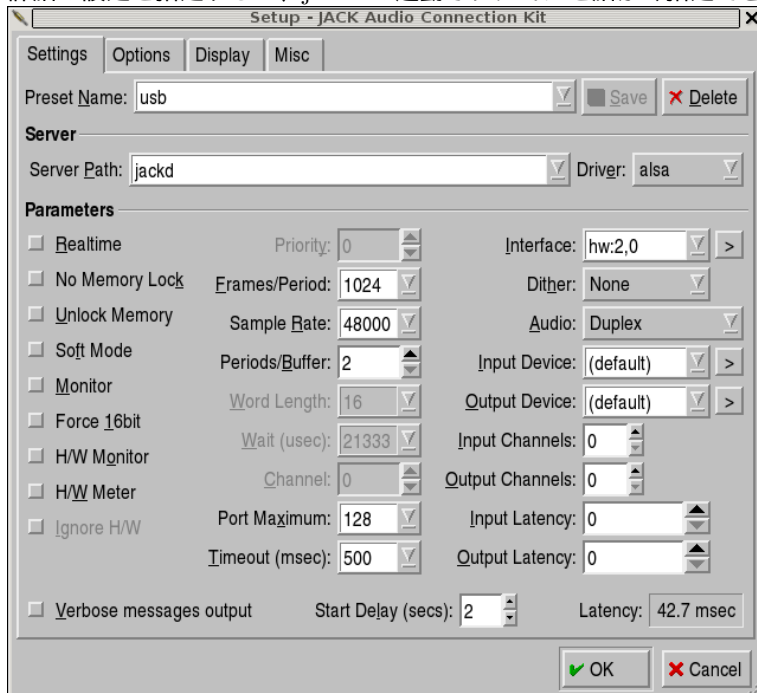 Setup - JACK Audio Connection Kit
Settings Options Display Misc
Preset Name: usb Save Delete
Server
Server Path: jackd Driver: alsa
Parameters
Realtime Priority: 0 Interface: hw:2,0 >
No Memory Lock Frames/Period: 1024 Dither: None
Unlock Memory Sample Rate: 48000 Audio: Duplex
Soft Mode Periods/Buffer: 2 Input Device: (default) >
Monitor Word Length: 16 Output Device: (default) >
Force 16bit Wait (usec): 21333 Input Channels: 0
H/W Monitor Channel: 0 Output Channels: 0
H/W Meter Port Maximum: 128 Input Latency: 0
Ignore H/W Timeout (msec): 500 Output Latency: 0
Verbose messages output Start Delay (secs): 2 Latency: 42.7 msec
OK Cancel